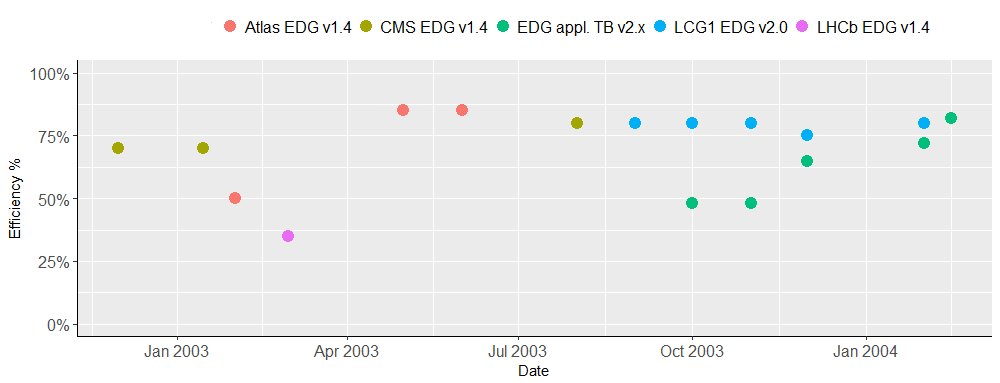 Atlas EDG v1.4 CMS EDG v1.4 EDG appl. TB v2.x LCG1 EDG v2.0 LHCb EDG v1.4
100%
75%
50%
25%
0%
Efficiency %
Jan 2003 Apr 2003 Jul 2003 Oct 2003 Jan 2004
Date